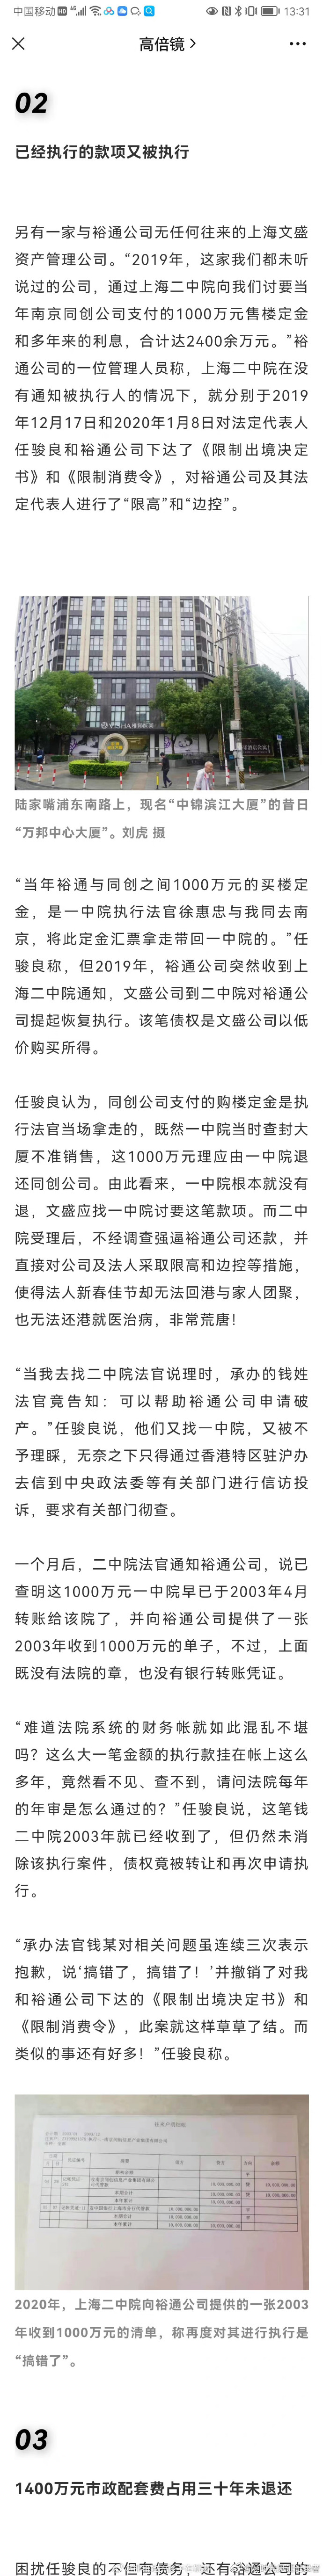 中国移动 HD 4G 13:31
高倍镜 >
02
已经执行的款项又被执行
另有一家与裕通公司无任何往来的上海文盛
资产管理公司。“2019年，这家我们都未听
说过的公司，通过上海二中院向我们讨要当
年南京同创公司支付的1000万元售楼定金
和多年来的利息，合计达2400余万元。”裕
通公司的一位管理人员称，上海二中院在没
有通知被执行人的情况下，就分别于2019
年12月17日和2020年1月8日对法定代表人
任骏良和裕通公司下达了《限制出境决定
书》和《限制消费令》，对裕通公司及其法
定代表人进行了“限高”和“边控”。
陆家嘴浦东南路上，现名“中锦滨江大厦”的昔日
“万邦中心大厦”。刘虎 摄
“当年裕通与同创之间1000万元的买楼定
金，是一中院执行法官徐惠忠与我同去南
京，将此定金汇票拿走带回一中院的。”任
骏良称，但2019年，裕通公司突然收到上
海二中院通知，文盛公司到二中院对裕通公
司提起恢复执行。该笔债权是文盛公司以低
价购买所得。
任骏良认为，同创公司支付的购楼定金是执
行法官当场拿走的，既然一中院当时查封大
厦不准销售，这1000万元理应由一中院退
还同创公司。由此看来，一中院根本就没有
退，文盛应找一中院讨要这笔款项。而二中
院受理后，不经调查强逼裕通公司还款，并
直接对公司及法人采取限高和边控等措施，
使得法人新春佳节却无法回港与家人团聚，
也无法还港就医治病，非常荒唐！
“当我去找二中院法官说理时，承办的钱姓
法官竟告知：可以帮助裕通公司申请破
产。”任骏良说，他们又找一中院，又被不
予理睬，无奈之下只得通过香港特区驻沪办
去信到中央政法委等有关部门进行信访投
诉，要求有关部门彻查。
一个月后，二中院法官通知裕通公司，说已
查明这1000万元一中院早已于2003年4月
转账给该院了，并向裕通公司提供了一张
2003年收到1000万元的单子，不过，上面
既没有法院的章，也没有银行转账凭证。
“难道法院系统的财务帐就如此混乱不堪
吗？这么大一笔金额的执行款挂在帐上这么
多年，竟然看不见、查不到，请问法院每年
的年审是怎么通过的？”任骏良说，这笔钱
二中院2003年就已经收到了，但仍然未消
除该执行案件，债权竟被转让和再次申请执
行。
“承办法官钱某对相关问题虽连续三次表示
抱歉，说‘搞错了，搞错了！’并撤销了对我
和裕通公司下达的《限制出境决定书》和
《限制消费令》，此案就这样草草了结。而
类似的事还有好多！”任骏良称。
2020年，上海二中院向裕通公司提供的一张2003
年收到1000万元的清单，称再度对其进行执行是
“搞错了”。
03
1400万元市政配套费占用三十年未退还
困扰任骏良的不但有债务，还有裕通公司的